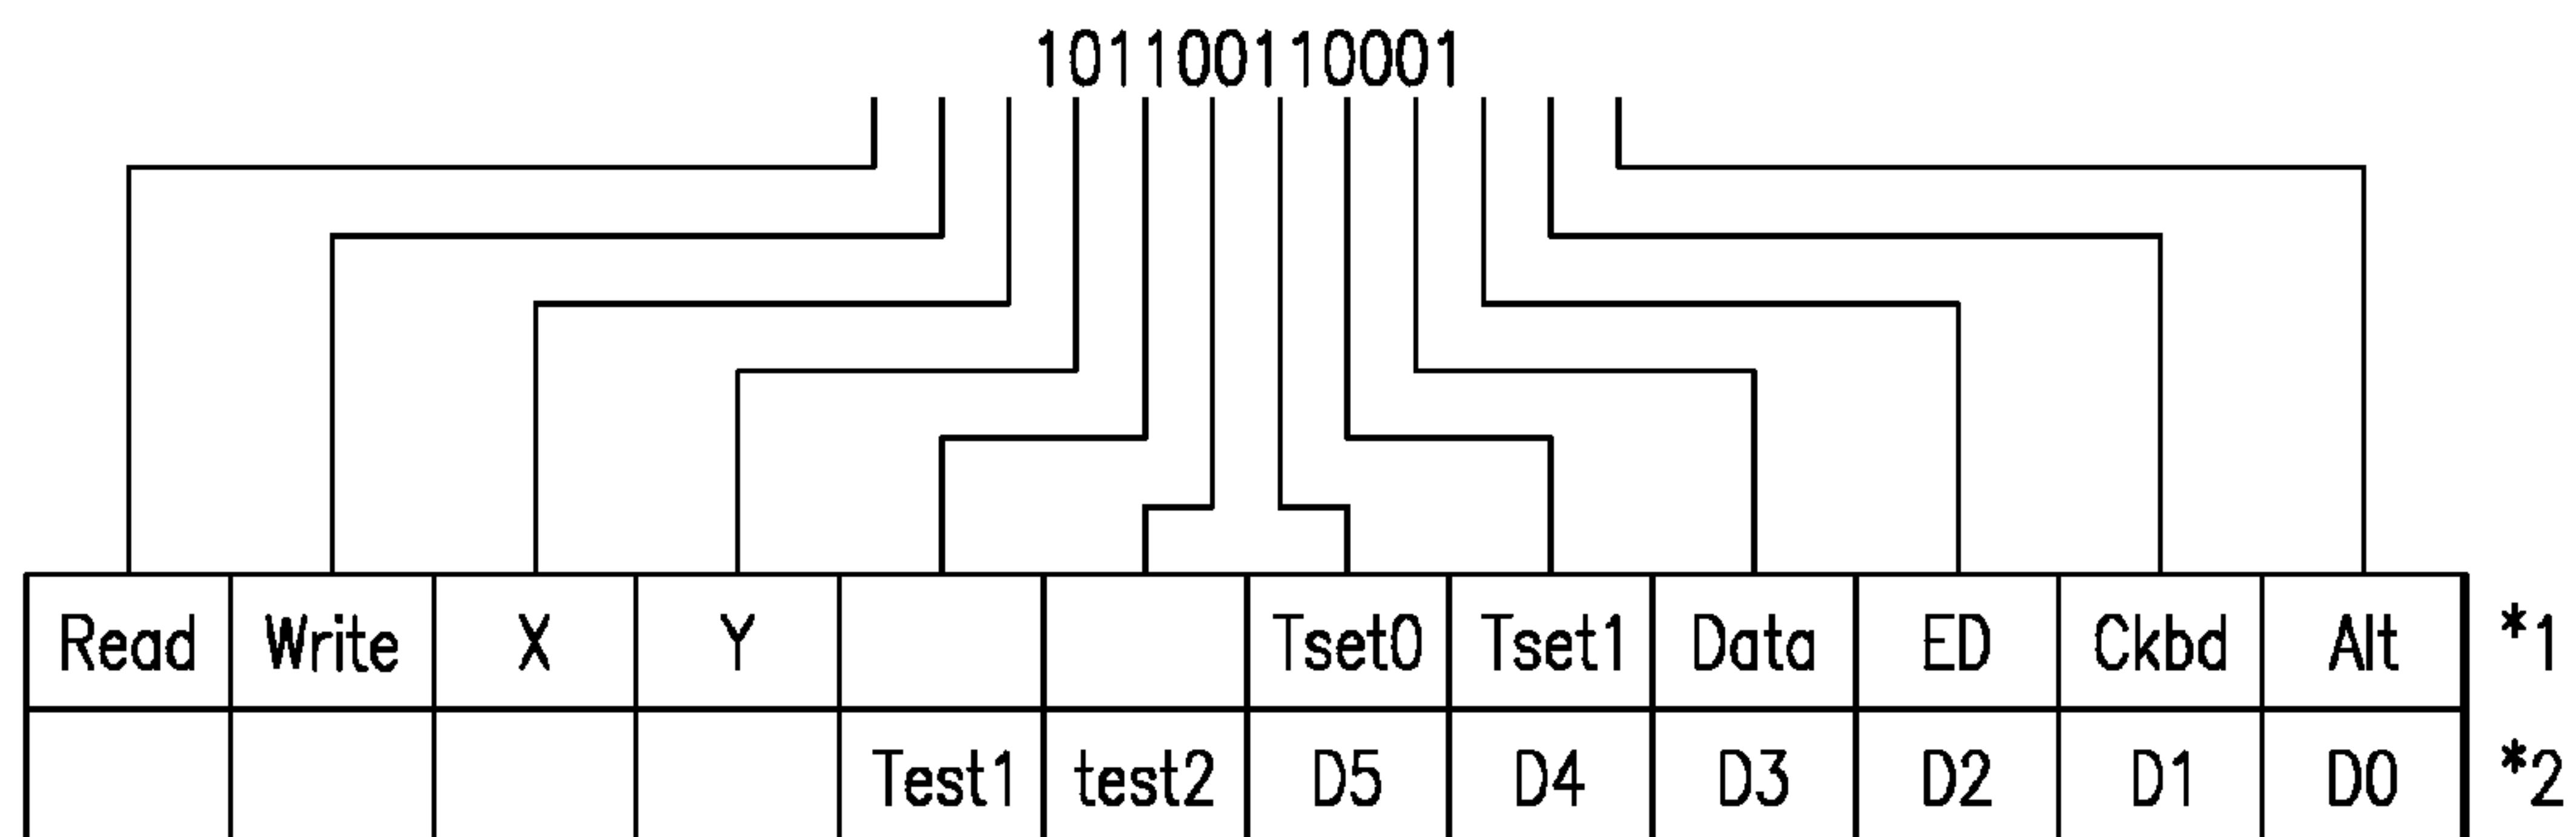 101100110001
Read Write X Y Tset0 Tset1 Data ED Ckbd Alt *1
Test1 test2 D5 D4 D3 D2 D1 D0 *2